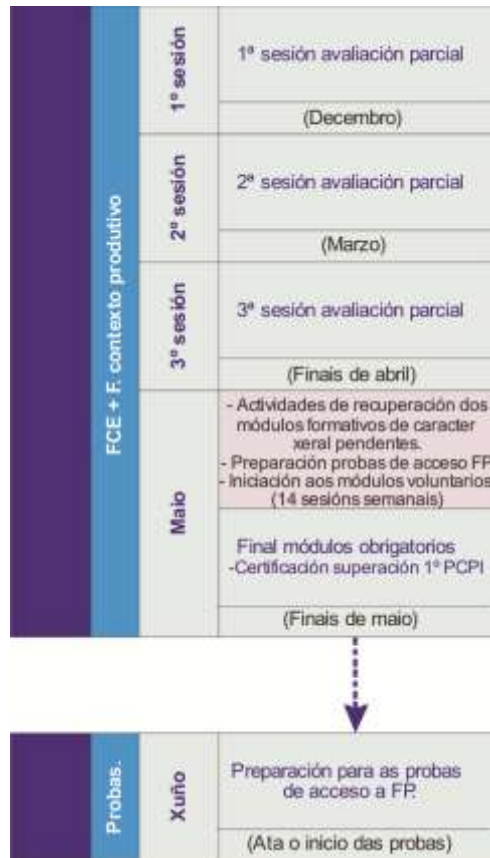 FCE + F. contexto produtivo
1º sesión
1ª sesión avaliación parcial
(Decembro)
2º sesión
2ª sesión avaliación parcial
(Marzo)
3º sesión
3ª sesión avaliación parcial
(Finais de abril)
Maio
- Actividades de recuperación dos
módulos formativos de caracter
xeral pendentes.
- Preparación probas de acceso FP
- Iniciación aos módulos voluntarios
(14 sesións semanais)
Final módulos obrigatorios
-Certificación superación 1º PCPI
(Finais de maio)
Probas.
Xuño
Preparación para as probas
de acceso a FP.
(Ata o inicio das probas)